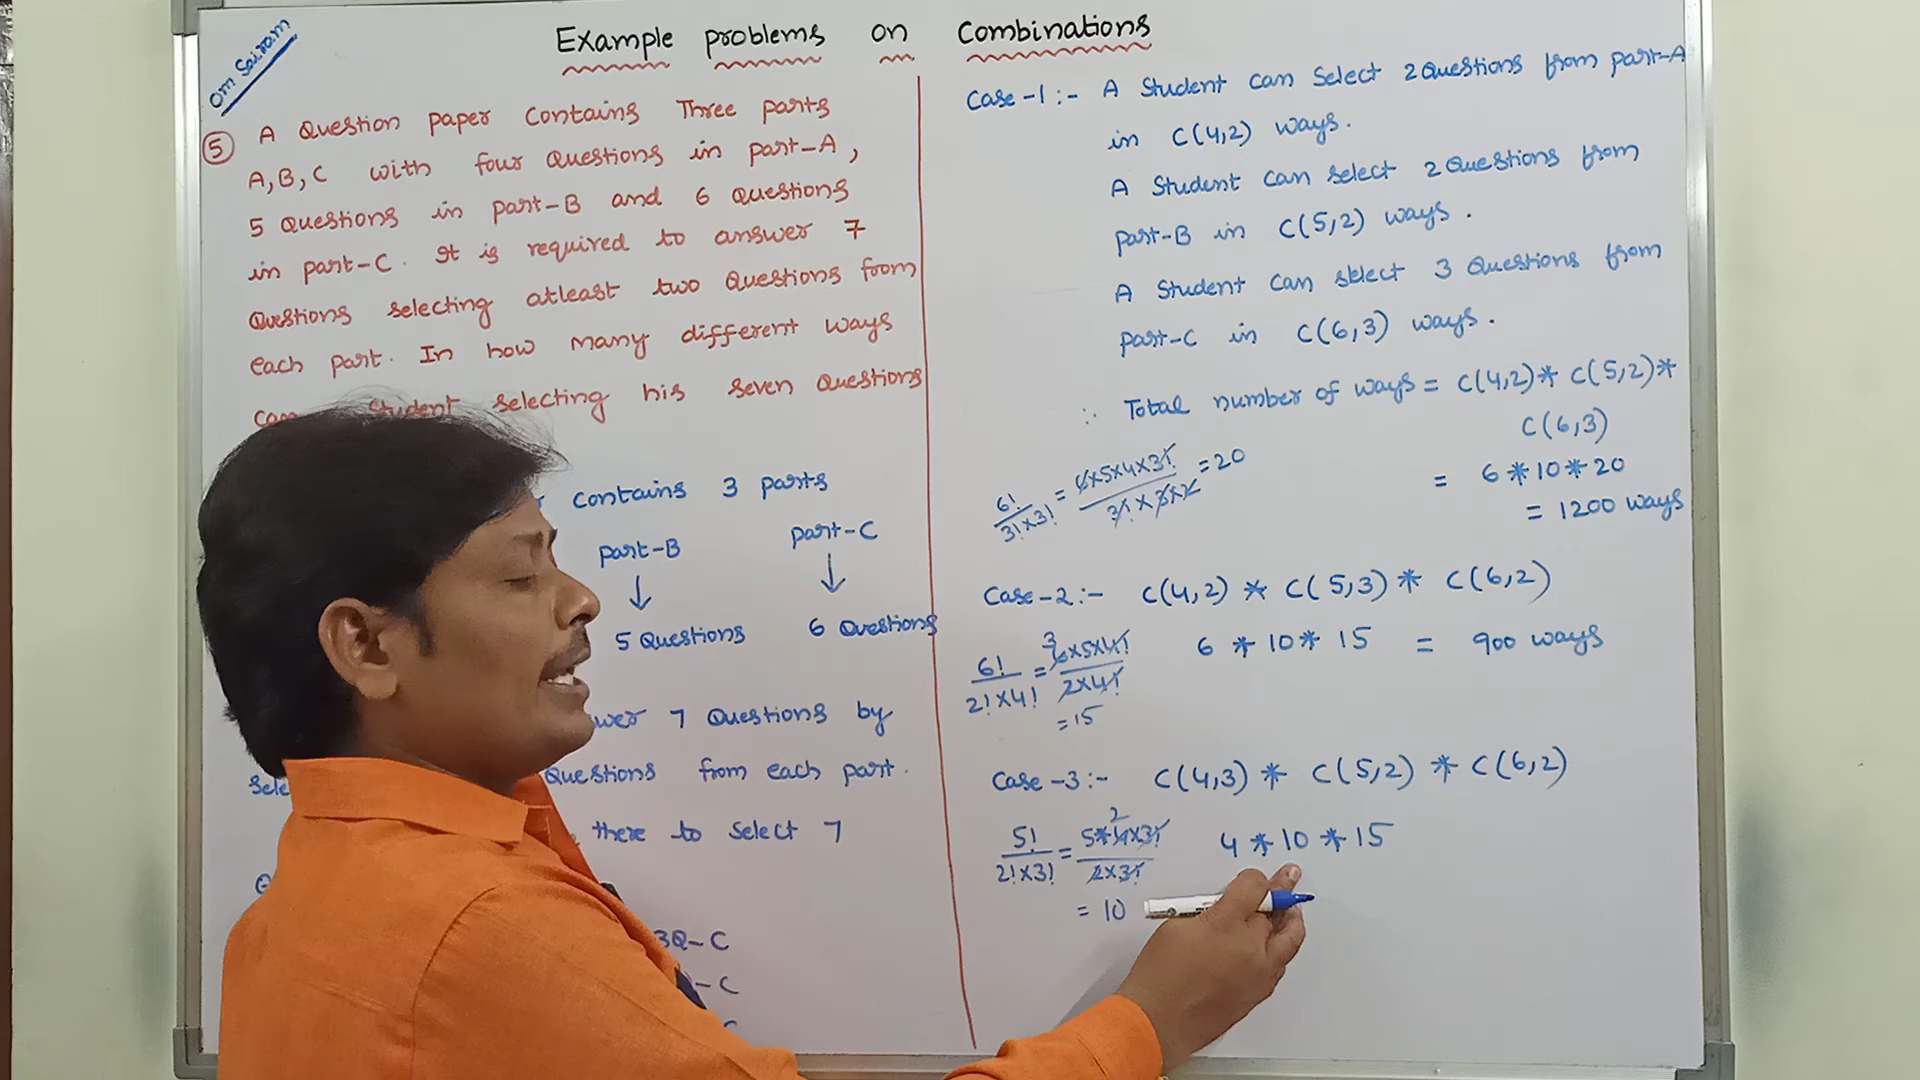 Om Sairam
Example problems on Combinations
5 A Question paper Contains Three parts
A, B, C with four Questions in part-A,
5 Questions in part-B and 6 Questions
in part-C. It is required to answer 7
Questions selecting atleast two Questions from
each part. In how many different ways
can Student selecting his seven Questions
contains 3 parts
part-B part-C
↓ ↓
5 Questions 6 Questions
7 Questions by
Questions from each part.
there to select 7
3Q-C
-C
Case-1:- A Student can Select 2 Questions from part-A
in C(4,2) ways.
A Student can select 2 Questions from
part-B in C(5,2) ways.
A Student can select 3 Questions from
part-C in C(6,3) ways.
∴ Total number of ways = C(4,2)* C(5,2)*
C(6,3)
6!/3!×3! = 6×5×4×3!/3!×3×2 = 20
= 6*10*20
= 1200 ways
Case-2:- C(4,2) * C(5,3) * C(6,2)
6!/2!×4! = 6×5×4!/2×4! 3
= 15
6 * 10 * 15 = 900 ways
Case-3:- C(4,3) * C(5,2) * C(6,2)
5!/2!×3! = 5*4×3!/2×3! 2
= 10
4 * 10 * 15